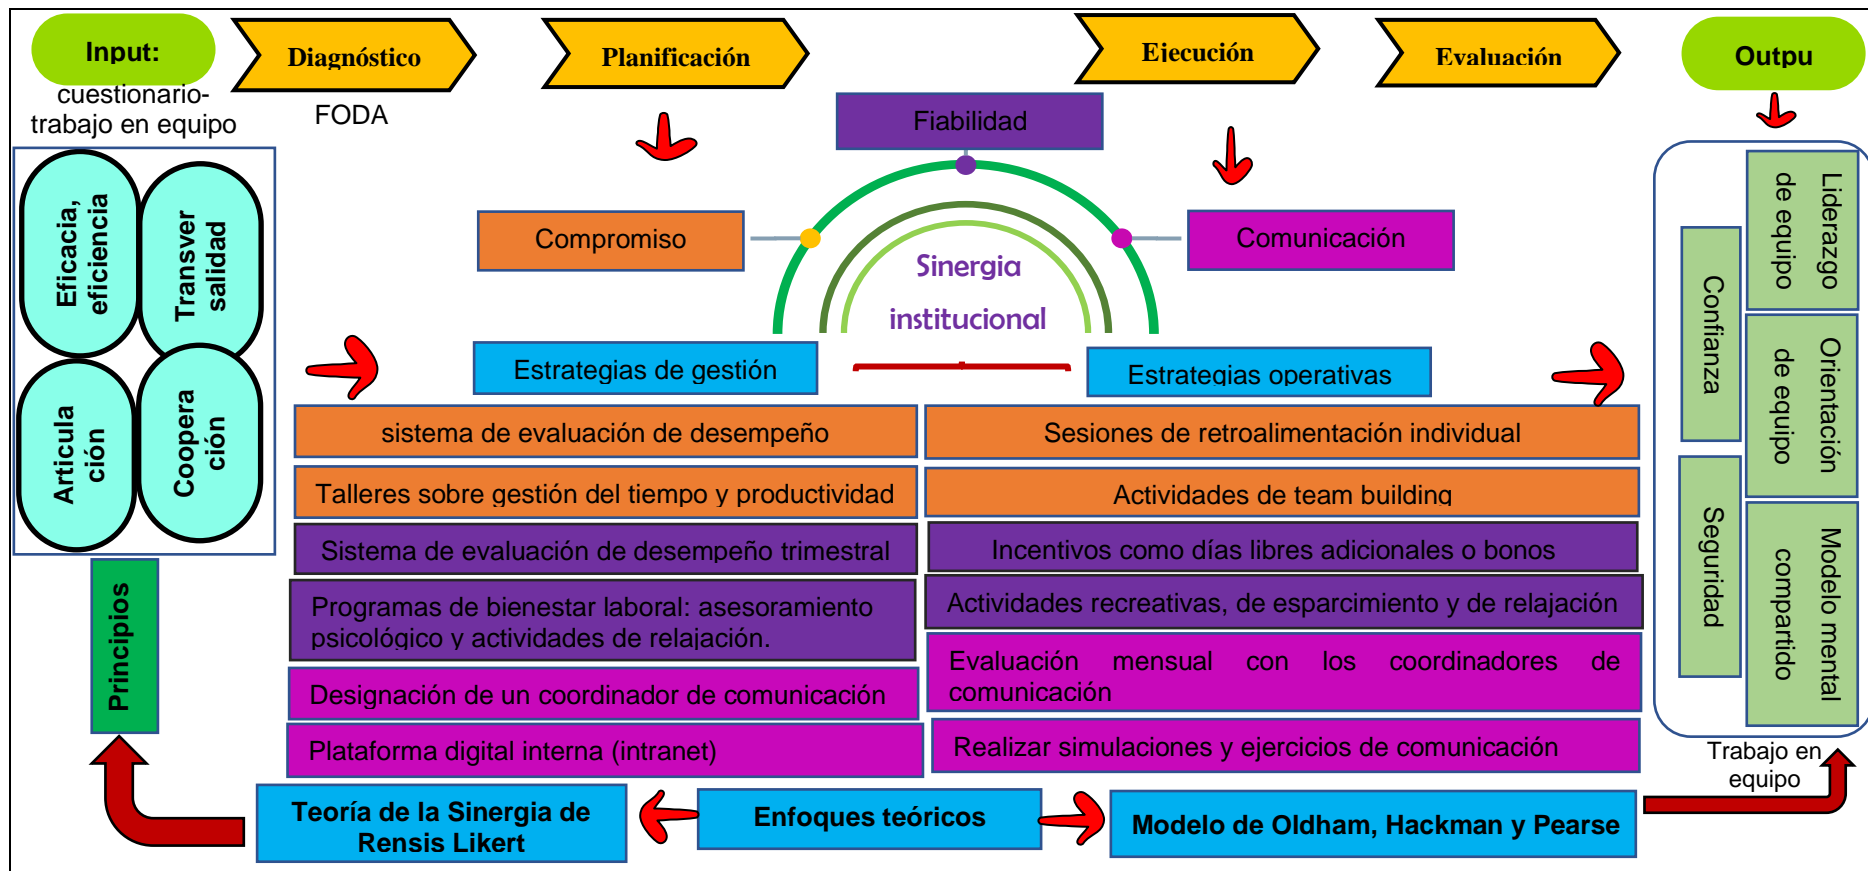 Input:
Diagnóstico
Planificación
Ejecución
Evaluación
Outpu
cuestionario-
trabajo en equipo
FODA
Eficacia,
eficiencia
Transver
salidad
Articula
ción
Coopera
ción
Principios
Fiabilidad
Compromiso
Comunicación
Sinergia
institucional
Estrategias de gestión
Estrategias operativas
sistema de evaluación de desempeño
Sesiones de retroalimentación individual
Talleres sobre gestión del tiempo y productividad
Actividades de team building
Sistema de evaluación de desempeño trimestral
Incentivos como días libres adicionales o bonos
Programas de bienestar laboral: asesoramiento
psicológico y actividades de relajación.
Actividades recreativas, de esparcimiento y de relajación
Designación de un coordinador de comunicación
Evaluación mensual con los coordinadores de
comunicación
Plataforma digital interna (intranet)
Realizar simulaciones y ejercicios de comunicación
Liderazgo
de equipo
Confianza
Orientación
de equipo
Seguridad
Modelo mental
compartido
Trabajo en
equipo
Teoría de la Sinergia de
Rensis Likert
Enfoques teóricos
Modelo de Oldham, Hackman y Pearse